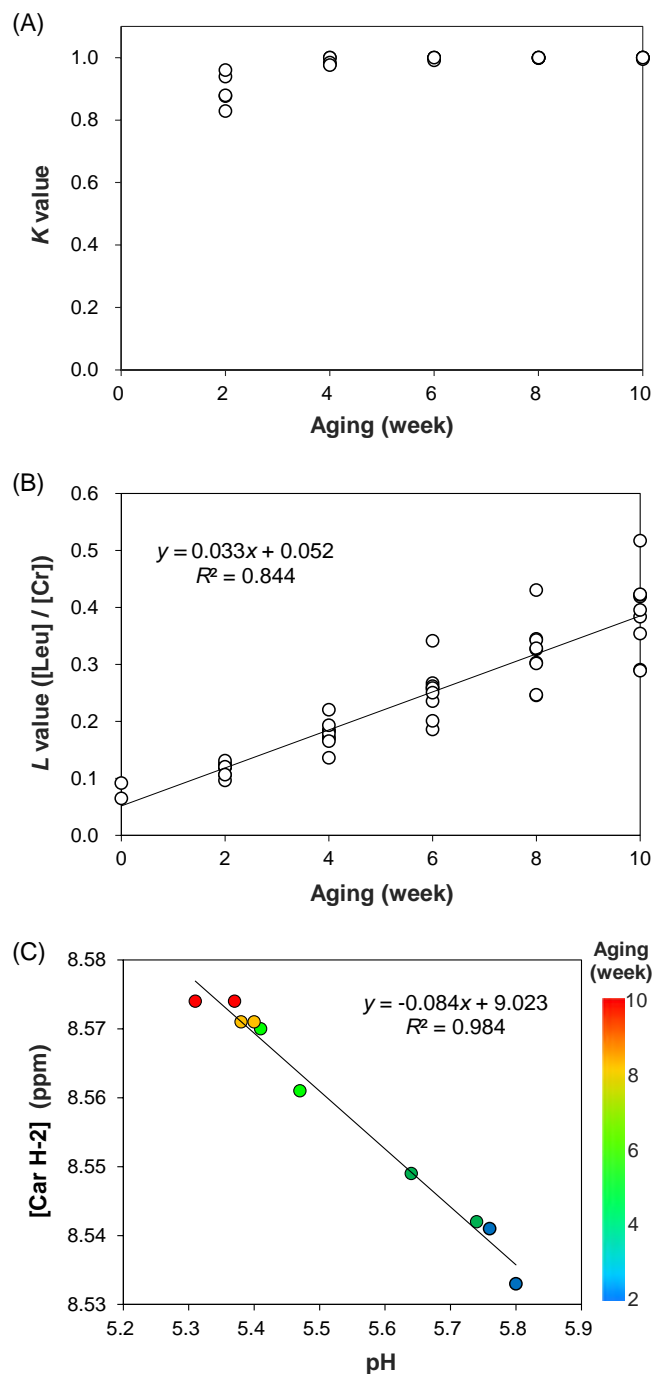 (A)
1.0
0.8
0.6
0.4
0.2
0.0
K value
0 2 4 6 8 10
Aging (week)
(B)
0.6
0.5
0.4
0.3
0.2
0.1
0.0
L value ([Leu] / [Cr])
y = 0.033x + 0.052
R² = 0.844
0 2 4 6 8 10
Aging (week)
(C)
8.58
8.57
8.56
8.55
8.54
8.53
[Car H-2] (ppm)
y = -0.084x + 9.023
R² = 0.984
5.2 5.3 5.4 5.5 5.6 5.7 5.8 5.9
pH
Aging
(week)
10
8
6
4
2